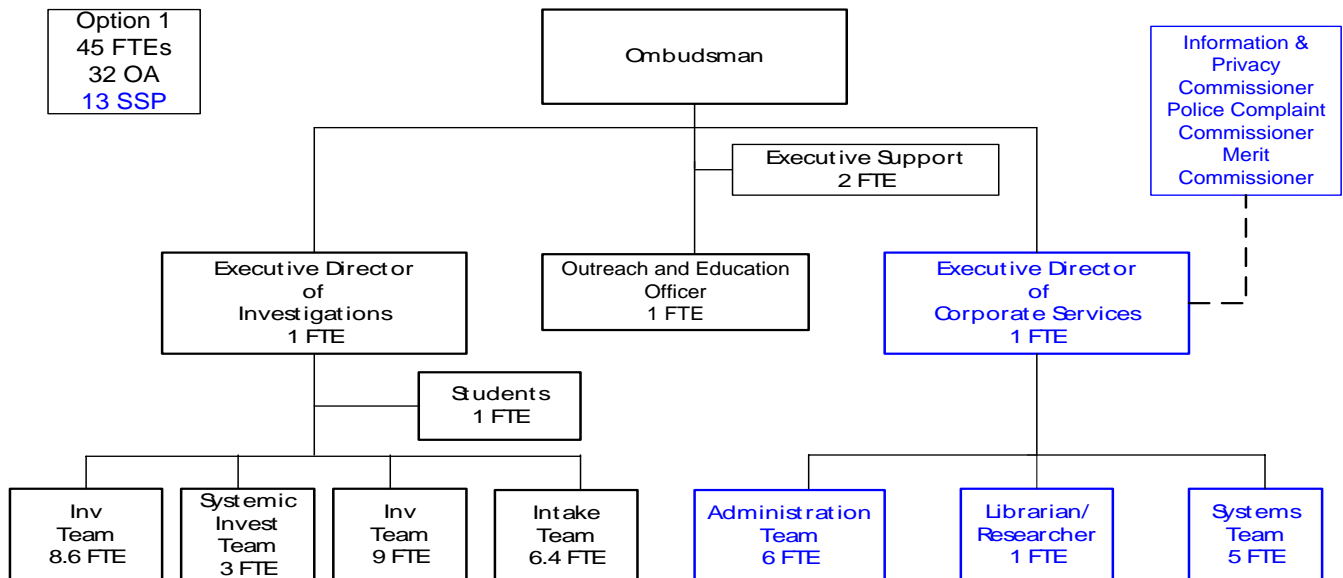 Option 1
45 FTEs
32 OA
13 SSP
Ombudsman
Information &
Privacy
Commissioner
Police Complaint
Commissioner
Merit
Commissioner
Executive Support
2 FTE
Executive Director
of
Investigations
1 FTE
Outreach and Education
Officer
1 FTE
Executive Director
of
Corporate Services
1 FTE
Students
1 FTE
Inv
Team
8.6 FTE
Systemic
Invest
Team
3 FTE
Inv
Team
9 FTE
Intake
Team
6.4 FTE
Administration
Team
6 FTE
Librarian/
Researcher
1 FTE
Systems
Team
5 FTE